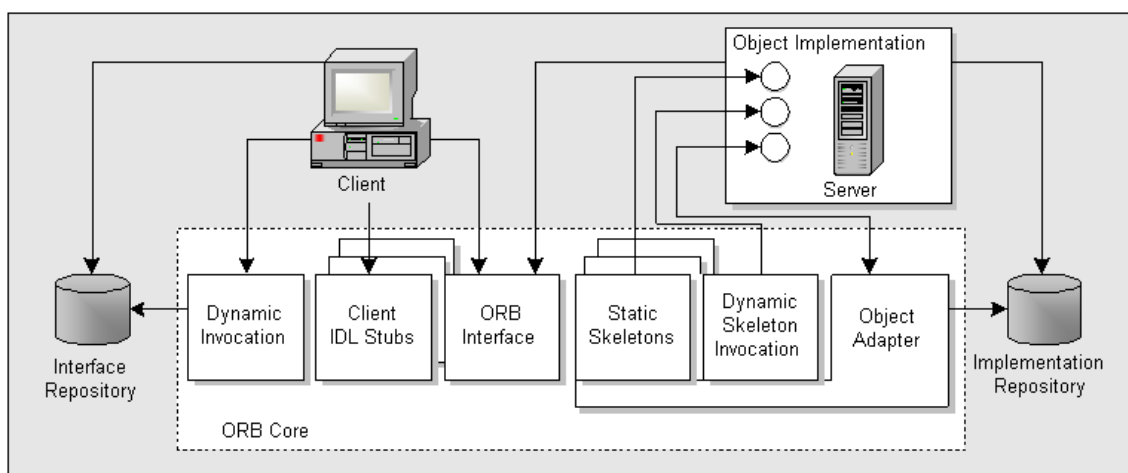 Object Implementation
Server
Client
Dynamic
Invocation
Client
IDL Stubs
ORB
Interface
Static
Skeletons
Dynamic
Skeleton
Invocation
Object
Adapter
Interface
Repository
Implementation
Repository
ORB Core